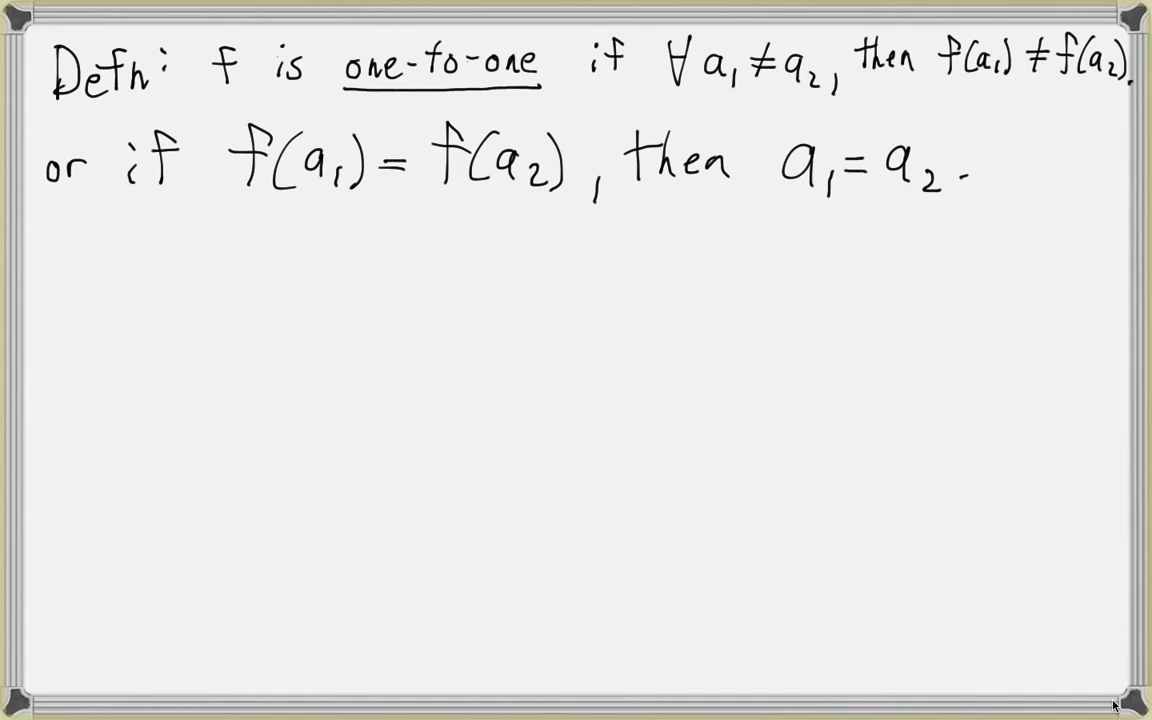 Defn: f is one-to-one if ∀ a₁ ≠ a₂, then f(a₁) ≠ f(a₂).
or if f(a₁) = f(a₂), then a₁ = a₂.